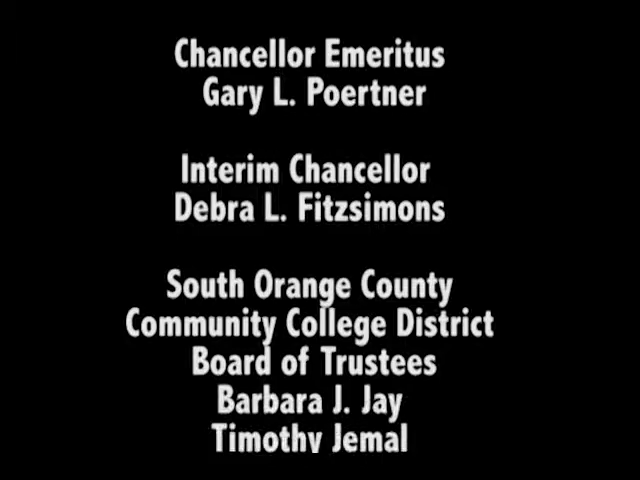 Chancellor Emeritus
Gary L. Poertner
Interim Chancellor
Debra L. Fitzsimons
South Orange County
Community College District
Board of Trustees
Barbara J. Jay
Timothy Jemal